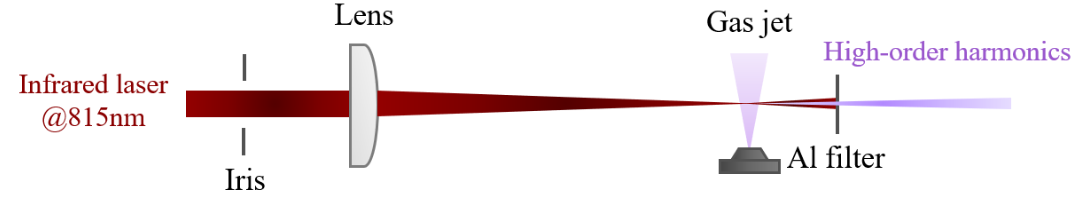 Lens
Gas jet
High-order harmonics
Infrared laser
@815nm
Iris
Al filter